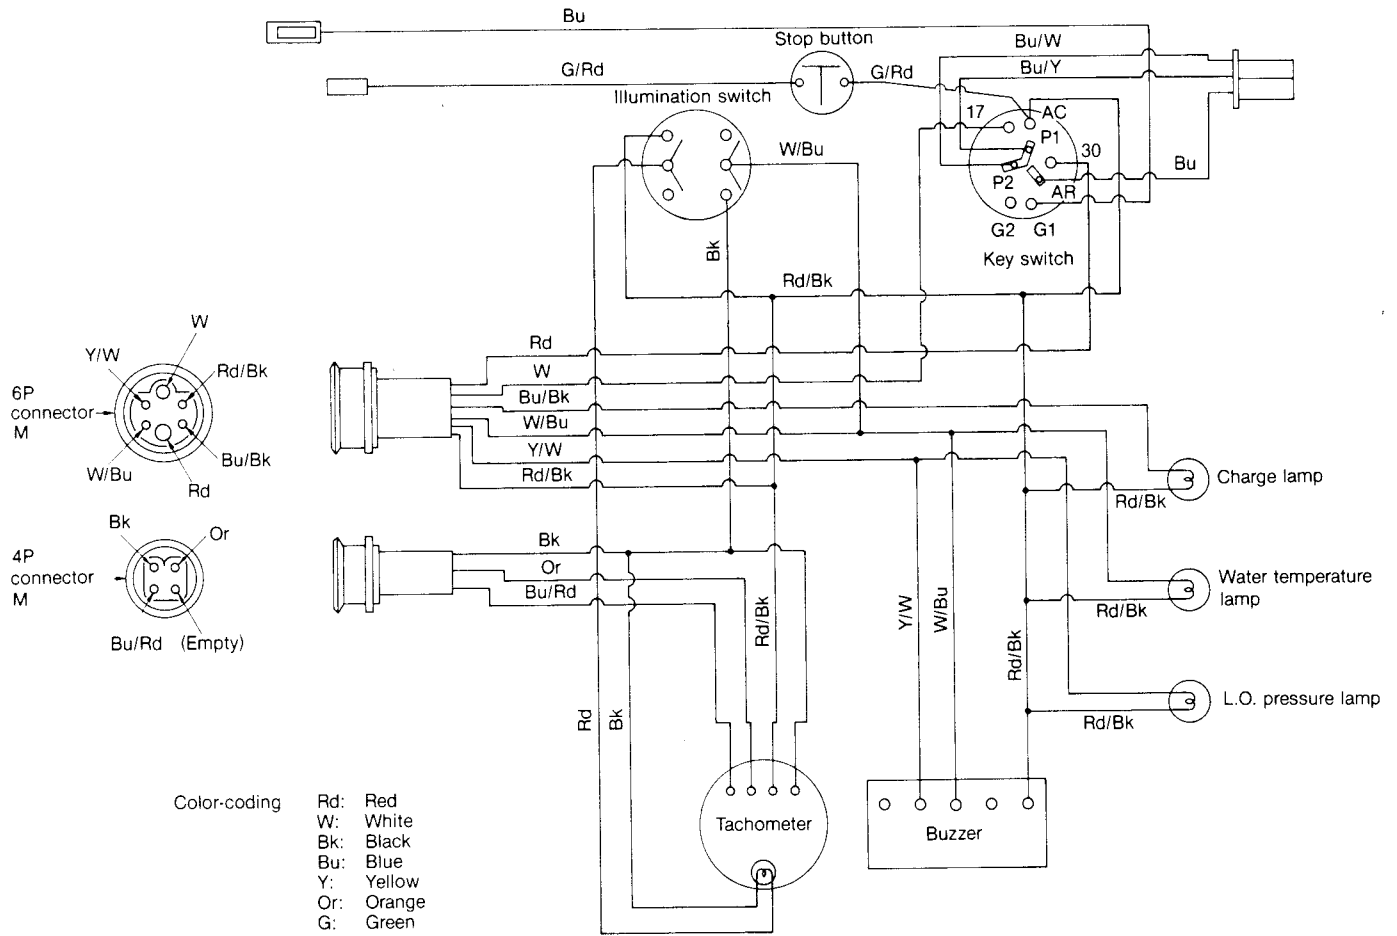 Bu
Stop button
Bu/W
G/Rd
G/Rd
Bu/Y
Illumination switch
17
AC
P1
W/Bu
30
Bu
P2
AR
G2
G1
Bk
Key switch
Rd/Bk
W
Y/W
Rd/Bk
6P
connector
M
W/Bu
Bu/Bk
Rd
Rd
W
Bu/Bk
W/Bu
Y/W
Rd/Bk
Charge lamp
Rd/Bk
Bk
Or
4P
connector
M
Bu/Rd
(Empty)
Bk
Or
Bu/Rd
Water temperature
lamp
Rd/Bk
Rd/Bk
Y/W
W/Bu
Rd/Bk
Rd
Bk
L.O. pressure lamp
Rd/Bk
Tachometer
Buzzer
Color-coding
Rd: Red
W: White
Bk: Black
Bu: Blue
Y: Yellow
Or: Orange
G: Green